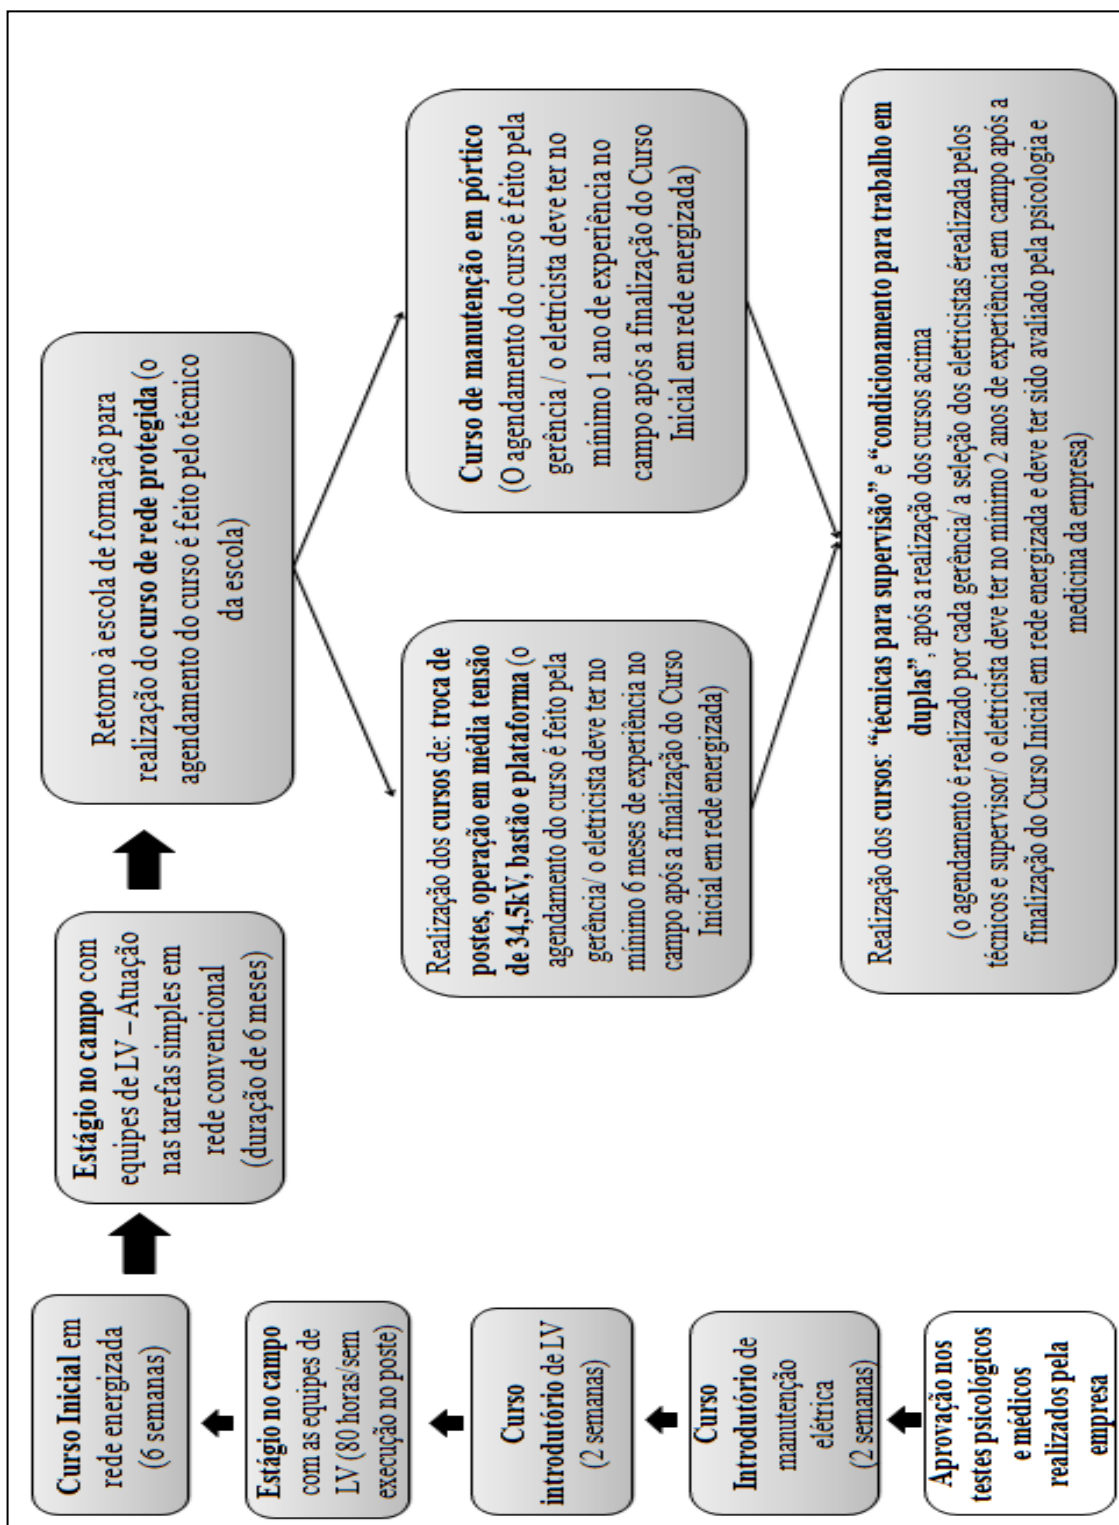 Aprovação nos
testes psicológicos
e médicos
realizados pela
empresa
Curso
Introdutório de
manutenção
elétrica
(2 semanas)
Curso
introdutório de LV
(2 semanas)
Estágio no campo
com as equipes de
LV (80 horas/sem
execução no poste)
Curso Inicial em
rede energizada
(6 semanas)
Estágio no campo com
equipes de LV – Atuação
nas tarefas simples em
rede convencional
(duração de 6 meses)
Retorno à escola de formação para
realização do curso de rede protegida (o
agendamento do curso é feito pelo técnico
da escola)
Realização dos cursos de: troca de
postes, operação em média tensão
de 34,5kV, bastão e plataforma (o
agendamento do curso é feito pela
gerência/ o eletricista deve ter no
mínimo 6 meses de experiência no
campo após a finalização do Curso
Inicial em rede energizada)
Curso de manutenção em pórtico
(O agendamento do curso é feito pela
gerência / o eletricista deve ter no
mínimo 1 ano de experiência no
campo após a finalização do Curso
Inicial em rede energizada)
Realização dos cursos: “técnicas para supervisão” e “condicionamento para trabalho em
duplas”, após a realização dos cursos acima
(o agendamento é realizado por cada gerência/ a seleção dos eletricistas érealizada pelos
técnicos e supervisor/ o eletricista deve ter no mínimo 2 anos de experiência em campo após a
finalização do Curso Inicial em rede energizada e deve ter sido avaliado pela psicologia e
medicina da empresa)